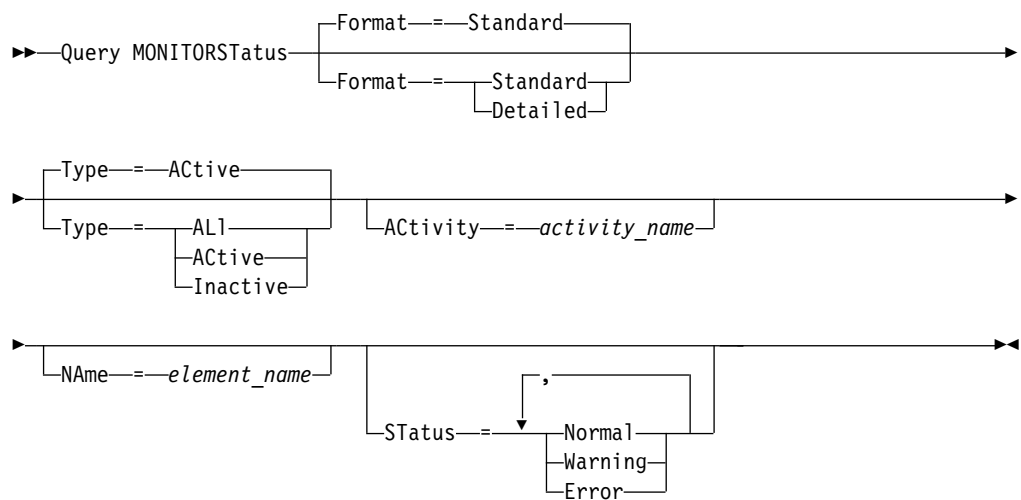 Format = Standard
Query MONITORSTatus
Format = Standard
Detailed
Type = ACtive
Type = ALl
ACtive
Inactive
ACtivity = activity_name
NAme = element_name
,
STatus = Normal
Warning
Error